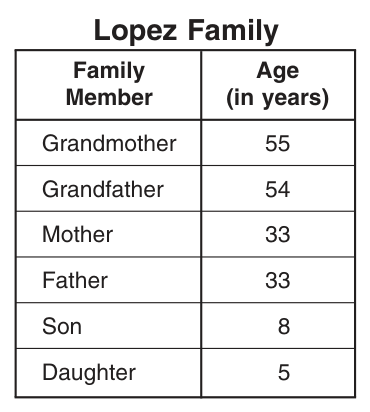 Lopez Family
Family Member Age (in years)
Grandmother 55
Grandfather 54
Mother 33
Father 33
Son 8
Daughter 5